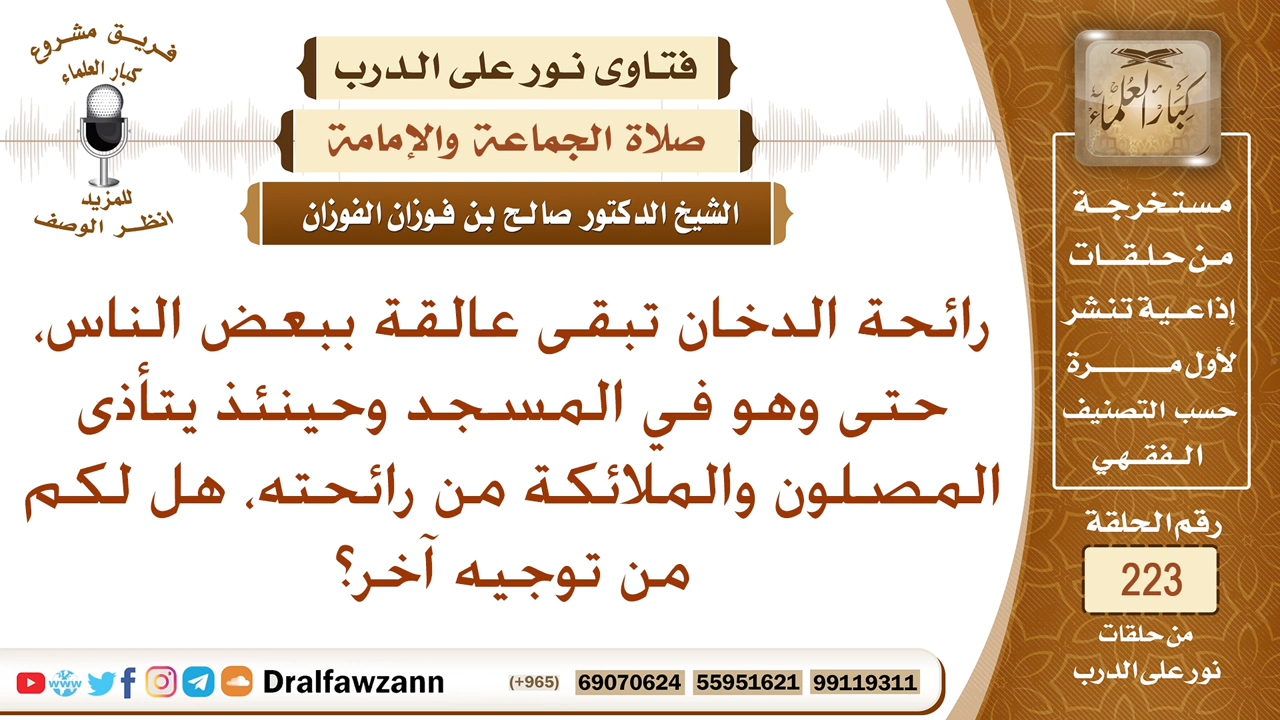 فريق مشروع
كبار العلماء
للمزيد
انظر الوصف
فتاوى نور على الدرب
صلاة الجماعة والإمامة
الشيخ الدكتور صالح بن فوزان الفوزان
رائحة الدخان تبقى عالقة ببعض الناس،
حتى وهو في المسجد وحينئذ يتأذى
المصلون والملائكة من رائحته، هل لكم
من توجيه آخر؟
كبار العلماء
مستخرجة
من حلقات
إذاعية تنشر
لأول مرة
حسب التصنيف
الفقهي
رقم الحلقة
223
من حلقات
نور على الدرب
www
Dralfawzann
(+965) 69070624 55951621 99119311